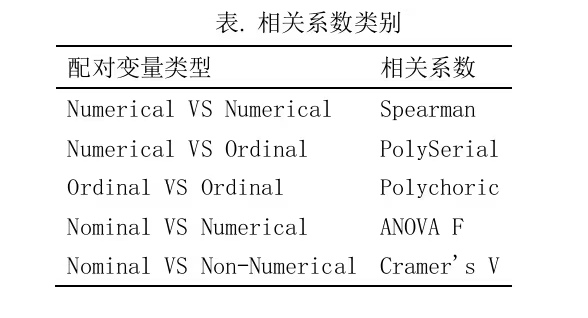 表. 相关系数类别
配对变量类型 相关系数
Numerical VS Numerical Spearman
Numerical VS Ordinal PolySerial
Ordinal VS Ordinal Polychoric
Nominal VS Numerical ANOVA F
Nominal VS Non-Numerical Cramer's V